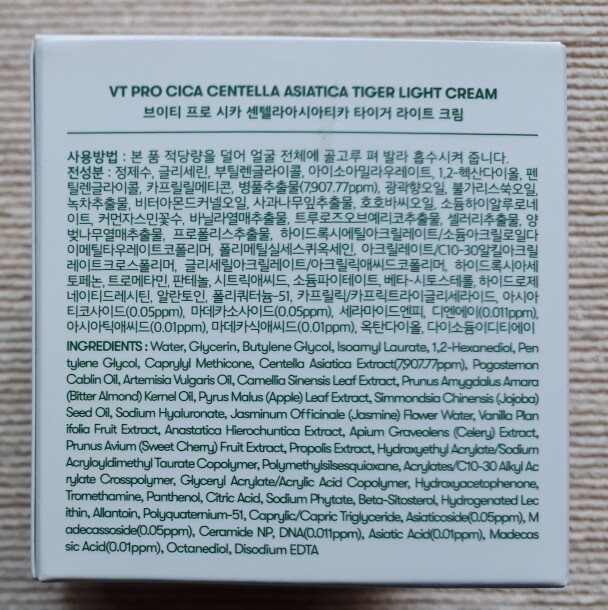 VT PRO CICA CENTELLA ASIATICA TIGER LIGHT CREAM
브이티 프로 시카 센텔라아시아티카 타이거 라이트 크림
사용방법 : 본 품 적당량을 덜어 얼굴 전체에 골고루 펴 발라 흡수시켜 줍니다.
전성분 : 정제수, 글리세린, 부틸렌글라이콜, 아이소아밀라우레이트, 1,2-헥산다이올, 펜
틸렌글라이콜, 카프릴릴메티콘, 병풀추출물(7,907.77ppm), 광곽향오일, 불가리스쑥오일,
녹차추출물, 비터아몬드커넬오일, 사과나무잎추출물, 호호바씨오일, 소듐하이알루로네
이트, 커먼자스민꽃수, 바닐라열매추출물, 트루로즈오브예리코추출물, 셀러리추출물, 양
벚나무열매추출물, 프로폴리스추출물, 하이드록시에틸아크릴레이트/소듐아크릴로일다
이메틸타우레이트코폴리머, 폴리메틸실세스퀴옥세인, 아크릴레이트/C10-30알킬아크릴
레이트크로스폴리머, 글리세릴아크릴레이트/아크릴릭애씨드코폴리머, 하이드록시아세
토페논, 트로메타민, 판테놀, 시트릭애씨드, 소듐파이테이트, 베타-시토스테롤, 하이드로제
네이티드레시틴, 알란토인, 폴리쿼터늄-51, 카프릴릭/카프릭트라이글리세라이드, 아시아
티코사이드(0.05ppm), 마데카소사이드(0.05ppm), 세라마이드엔피, 디엔에이(0.011ppm),
아시아틱애씨드(0.01ppm), 마데카식애씨드(0.01ppm), 옥탄다이올, 다이소듐이디티에이
INGREDIENTS : Water, Glycerin, Butylene Glycol, Isoamyl Laurate, 1,2-Hexanediol, Pen
tylene Glycol, Caprylyl Methicone, Centella Asiatica Extract(7,907.77ppm), Pogostemon
Cablin Oil, Artemisia Vulgaris Oil, Camellia Sinensis Leaf Extract, Prunus Amygdalus Amara
(Bitter Almond) Kernel Oil, Pyrus Malus (Apple) Leaf Extract, Simmondsia Chinensis (Jojoba)
Seed Oil, Sodium Hyaluronate, Jasminum Officinale (Jasmine) Flower Water, Vanilla Plan
ifolia Fruit Extract, Anastatica Hierochuntica Extract, Apium Graveolens (Celery) Extract,
Prunus Avium (Sweet Cherry) Fruit Extract, Propolis Extract, Hydroxyethyl Acrylate/Sodium
Acryloyldimethyl Taurate Copolymer, Polymethylsilsesquioxane, Acrylates/C10-30 Alkyl Ac
rylate Crosspolymer, Glyceryl Acrylate/Acrylic Acid Copolymer, Hydroxyacetophenone,
Tromethamine, Panthenol, Citric Acid, Sodium Phytate, Beta-Sitosterol, Hydrogenated Lec
ithin, Allantoin, Polyquaternium-51, Caprylic/Capric Triglyceride, Asiaticoside(0.05ppm), M
adecassoside(0.05ppm), Ceramide NP, DNA(0.011ppm), Asiatic Acid(0.01ppm), Madecas
sic Acid(0.01ppm), Octanediol, Disodium EDTA